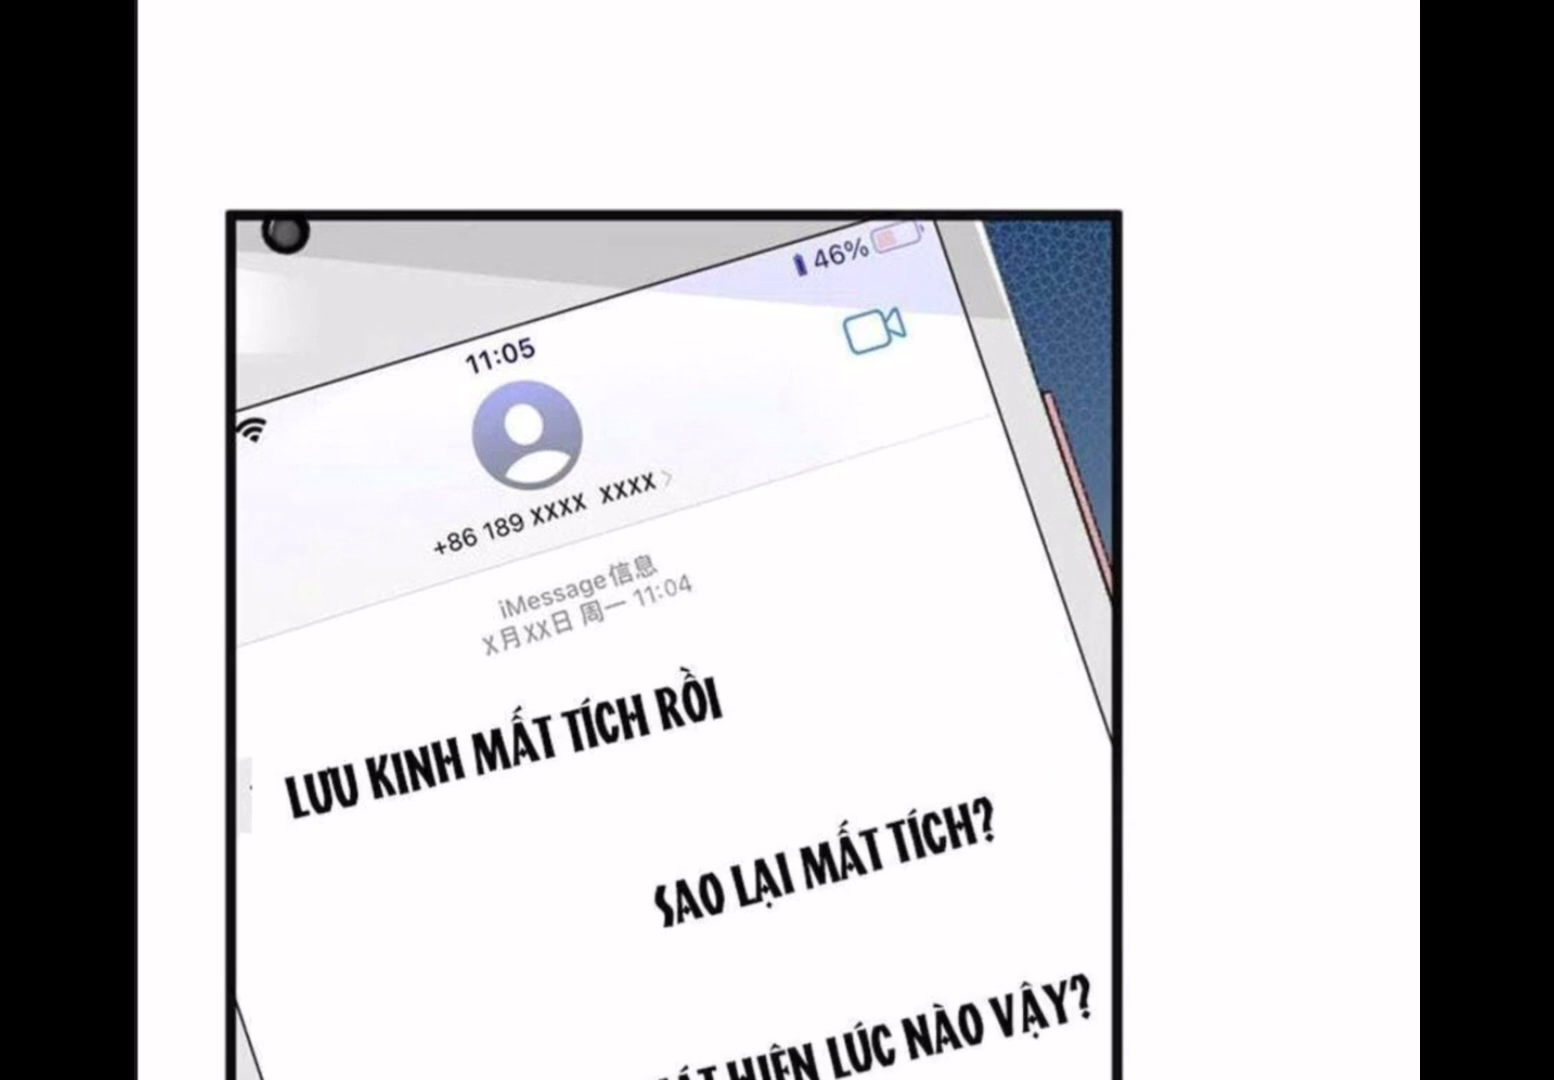 46%
11:05
+86 189 XXXX XXXX >
iMessage信息
X月XX日 周一 11:04
LƯU KINH MẤT TÍCH RỒI
SAO LẠI MẤT TÍCH?
HIỆN LÚC NÀO VẬY?